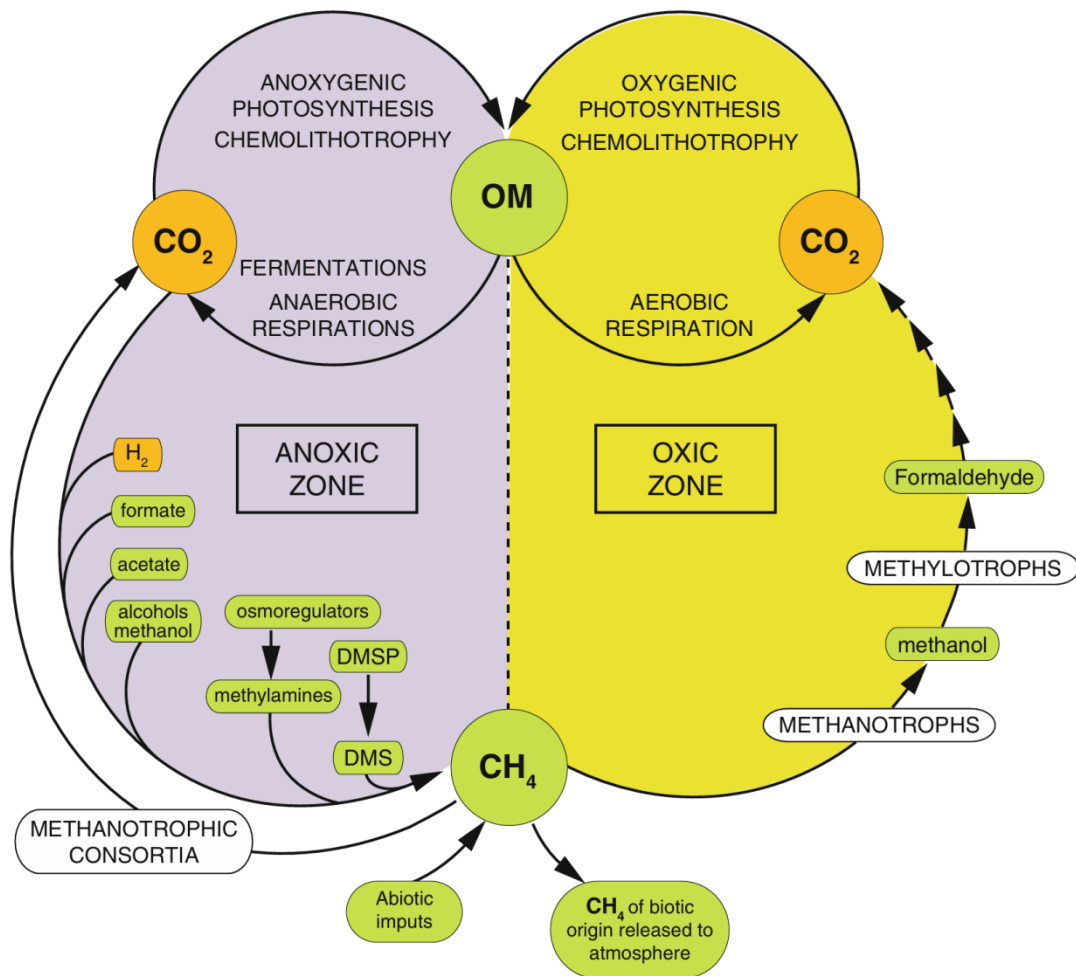 ANOXYGENIC
PHOTOSYNTHESIS
CHEMOLITHOTROPHY
OXYGENIC
PHOTOSYNTHESIS
CHEMOLITHOTROPHY
OM
CO₂
CO₂
FERMENTATIONS
ANAEROBIC
RESPIRATIONS
AEROBIC
RESPIRATION
ANOXIC
ZONE
OXIC
ZONE
H₂
formate
acetate
alcohols
methanol
osmoregulators
methylamines
DMSP
DMS
Formaldehyde
METHYLOTROPHS
methanol
METHANOTROPHS
CH₄
METHANOTROPHIC
CONSORTIA
Abiotic
imputs
CH₄ of biotic
origin released to
atmosphere